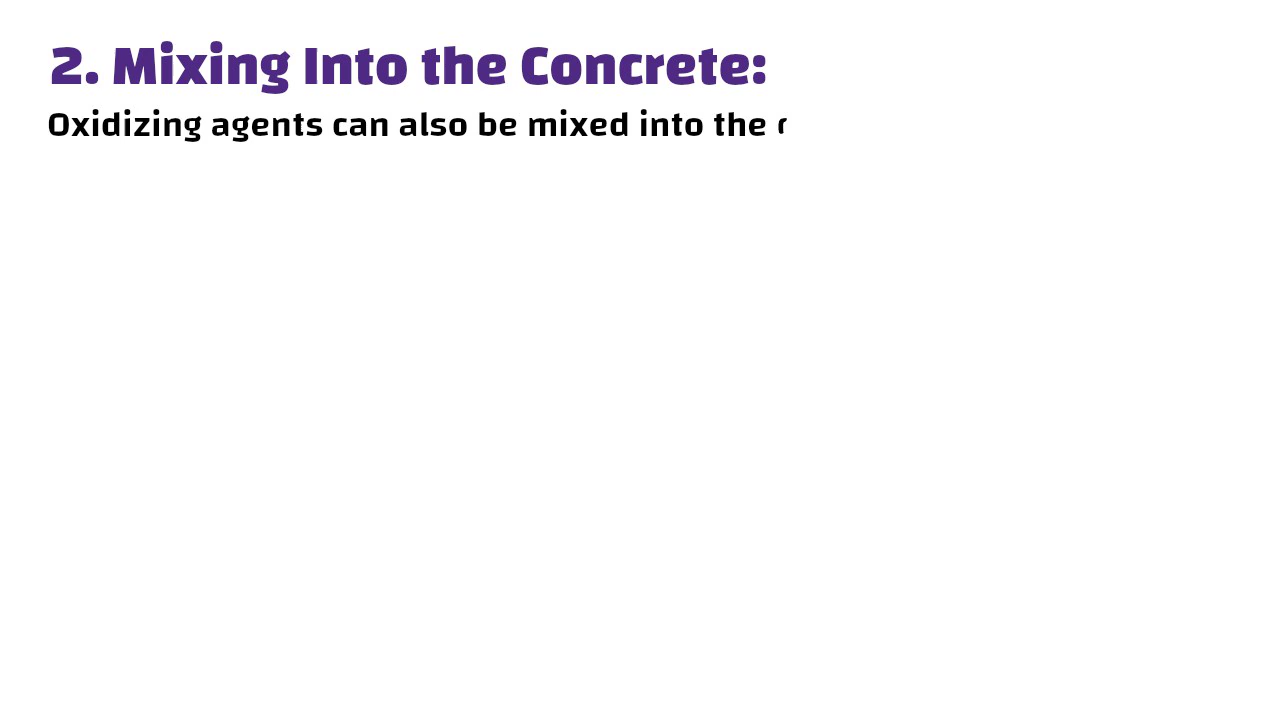 2. Mixing Into the Concrete:
Oxidizing agents can also be mixed into the